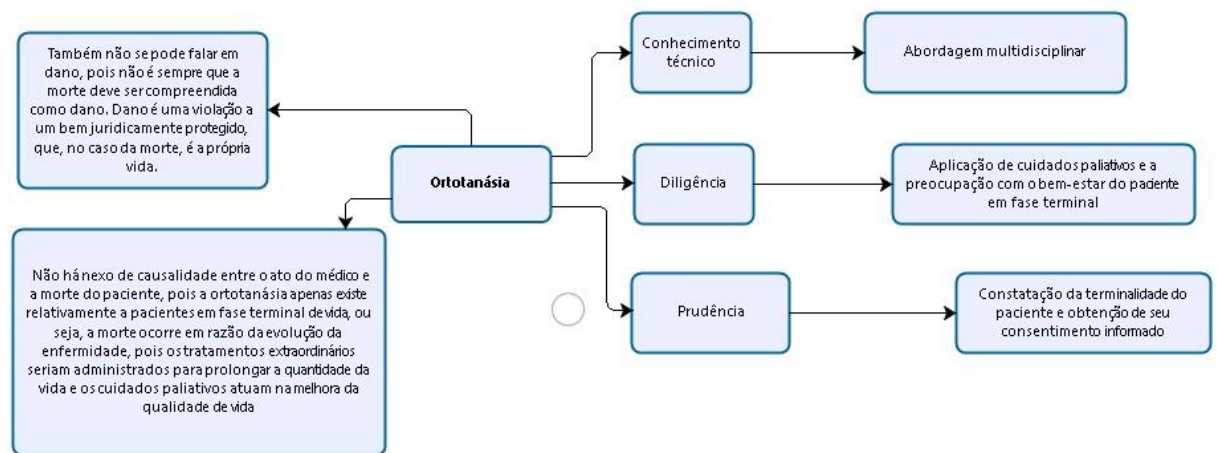 Também não se pode falar em
dano, pois não é sempre que a
morte deve ser compreendida
como dano. Dano é uma violação a
um bem juridicamente protegido,
que, no caso da morte, é a própria
vida.
Não há nexo de causalidade entre o ato do médico e
a morte do paciente, pois a ortotanásia apenas existe
relativamente a pacientes em fase terminal de vida, ou
seja, a morte ocorre em razão da evolução da
enfermidade, pois os tratamentos extraordinários
seriam administrados para prolongar a quantidade da
vida e os cuidados paliativos atuam na melhora da
qualidade de vida
Ortotanásia
Conhecimento
técnico
Abordagem multidisciplinar
Diligência
Aplicação de cuidados paliativos e a
preocupação com o bem-estar do paciente
em fase terminal
Prudência
Constatação da terminalidade do
paciente e obtenção de seu
consentimento informado